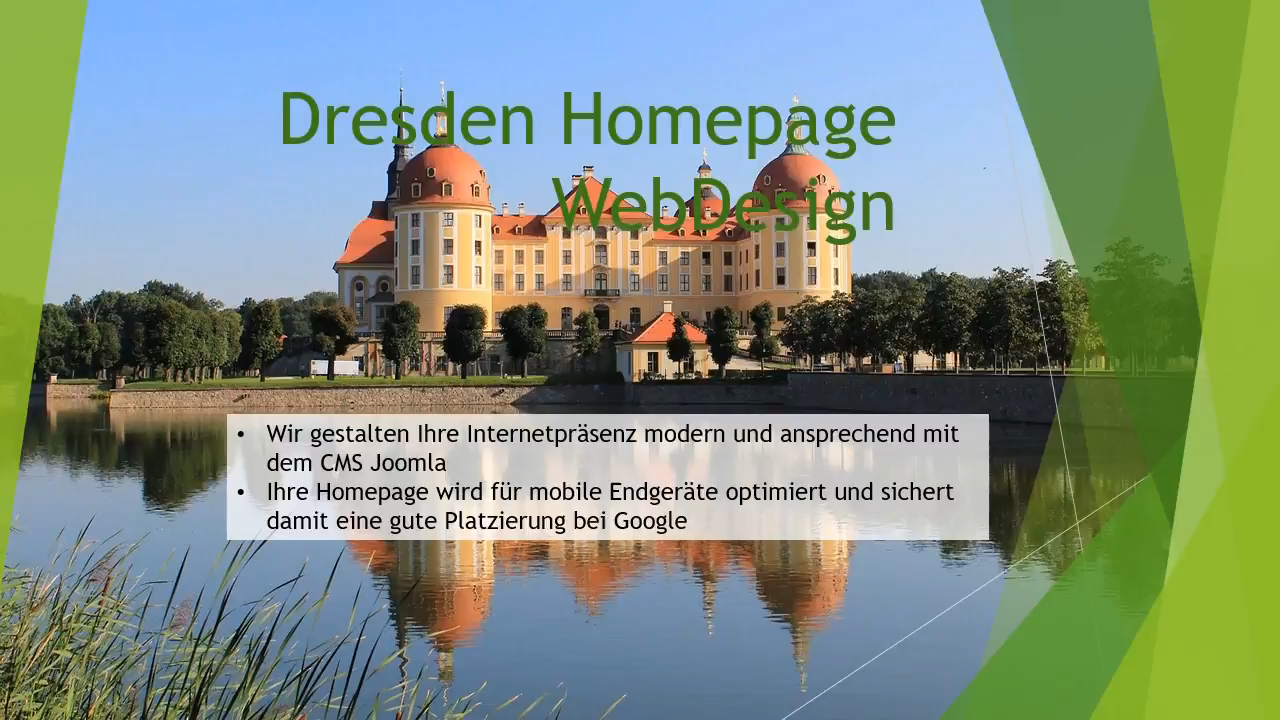 Dresden Homepage
WebDesign
• Wir gestalten Ihre Internetpräsenz modern und ansprechend mit
dem CMS Joomla
• Ihre Homepage wird für mobile Endgeräte optimiert und sichert
damit eine gute Platzierung bei Google